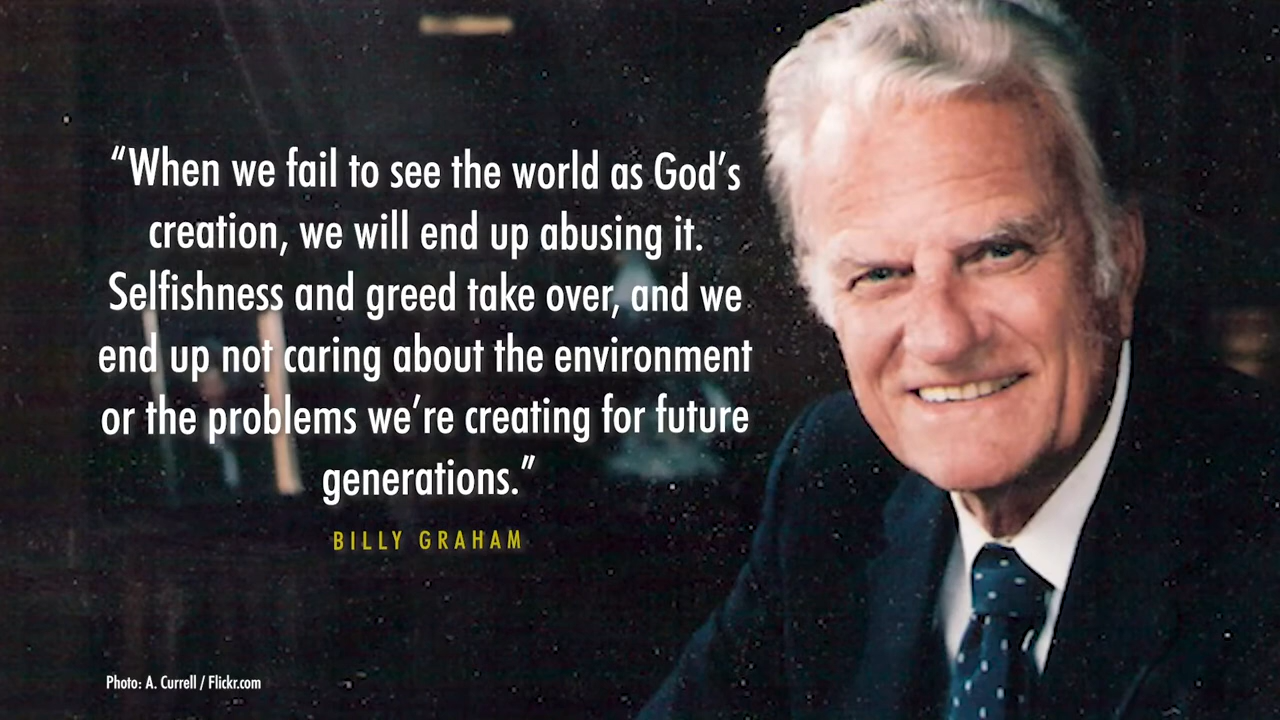 “When we fail to see the world as God’s
creation, we will end up abusing it.
Selfishness and greed take over, and we
end up not caring about the environment
or the problems we’re creating for future
generations.”
BILLY GRAHAM
Photo: A. Currell / Flickr.com